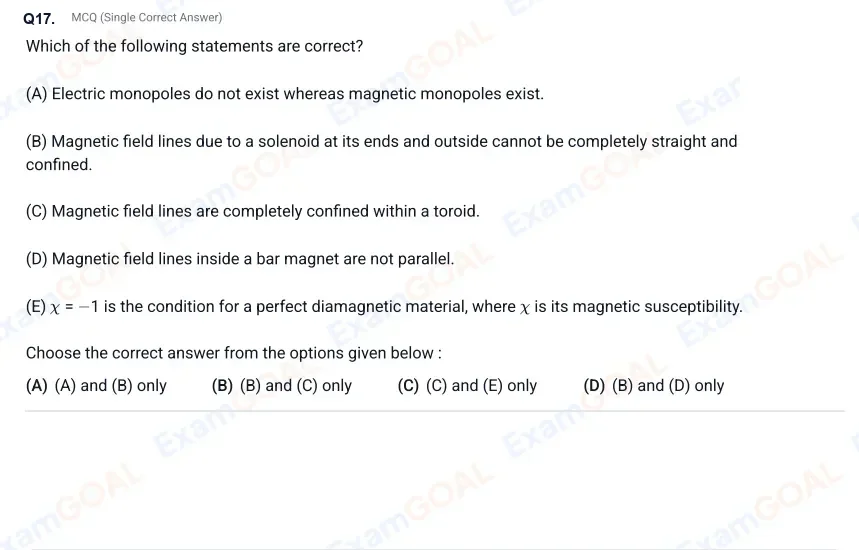 Q17. MCQ (Single Correct Answer)
Which of the following statements are correct?
(A) Electric monopoles do not exist whereas magnetic monopoles exist.
(B) Magnetic field lines due to a solenoid at its ends and outside cannot be completely straight and
confined.
(C) Magnetic field lines are completely confined within a toroid.
(D) Magnetic field lines inside a bar magnet are not parallel.
(E) χ = −1 is the condition for a perfect diamagnetic material, where χ is its magnetic susceptibility.
Choose the correct answer from the options given below :
(A) (A) and (B) only (B) (B) and (C) only (C) (C) and (E) only (D) (B) and (D) only